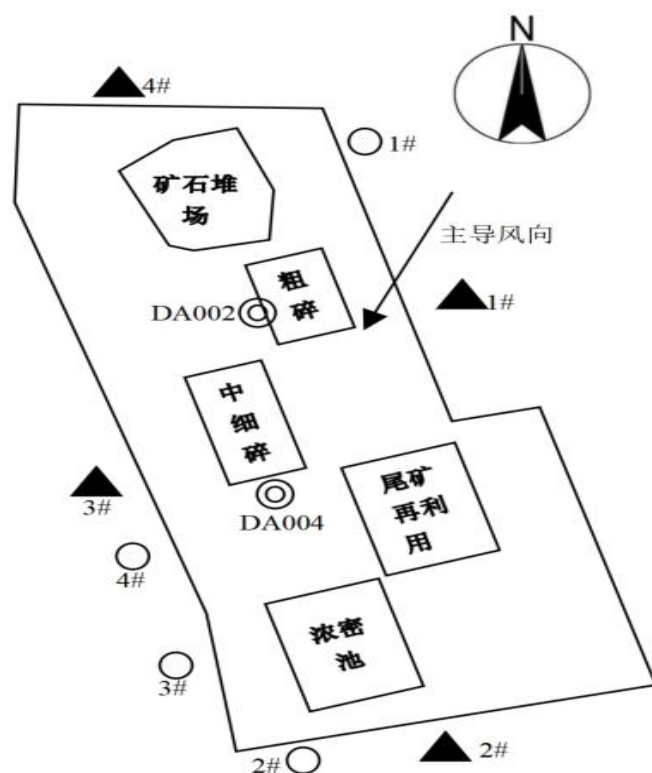 N
4#
1#
矿石堆
场
主导风向
粗
碎
DA002
1#
中
细
碎
尾矿
再利
用
3#
DA004
4#
浓密
池
3#
2#
2#